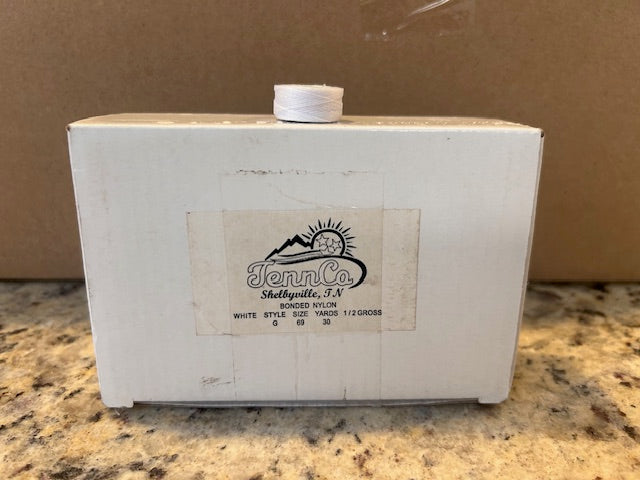 TennCo
Shelbyville, TN
BONDED NYLON
WHITE STYLE SIZE YARDS 1/2 GROSS
G 69 30